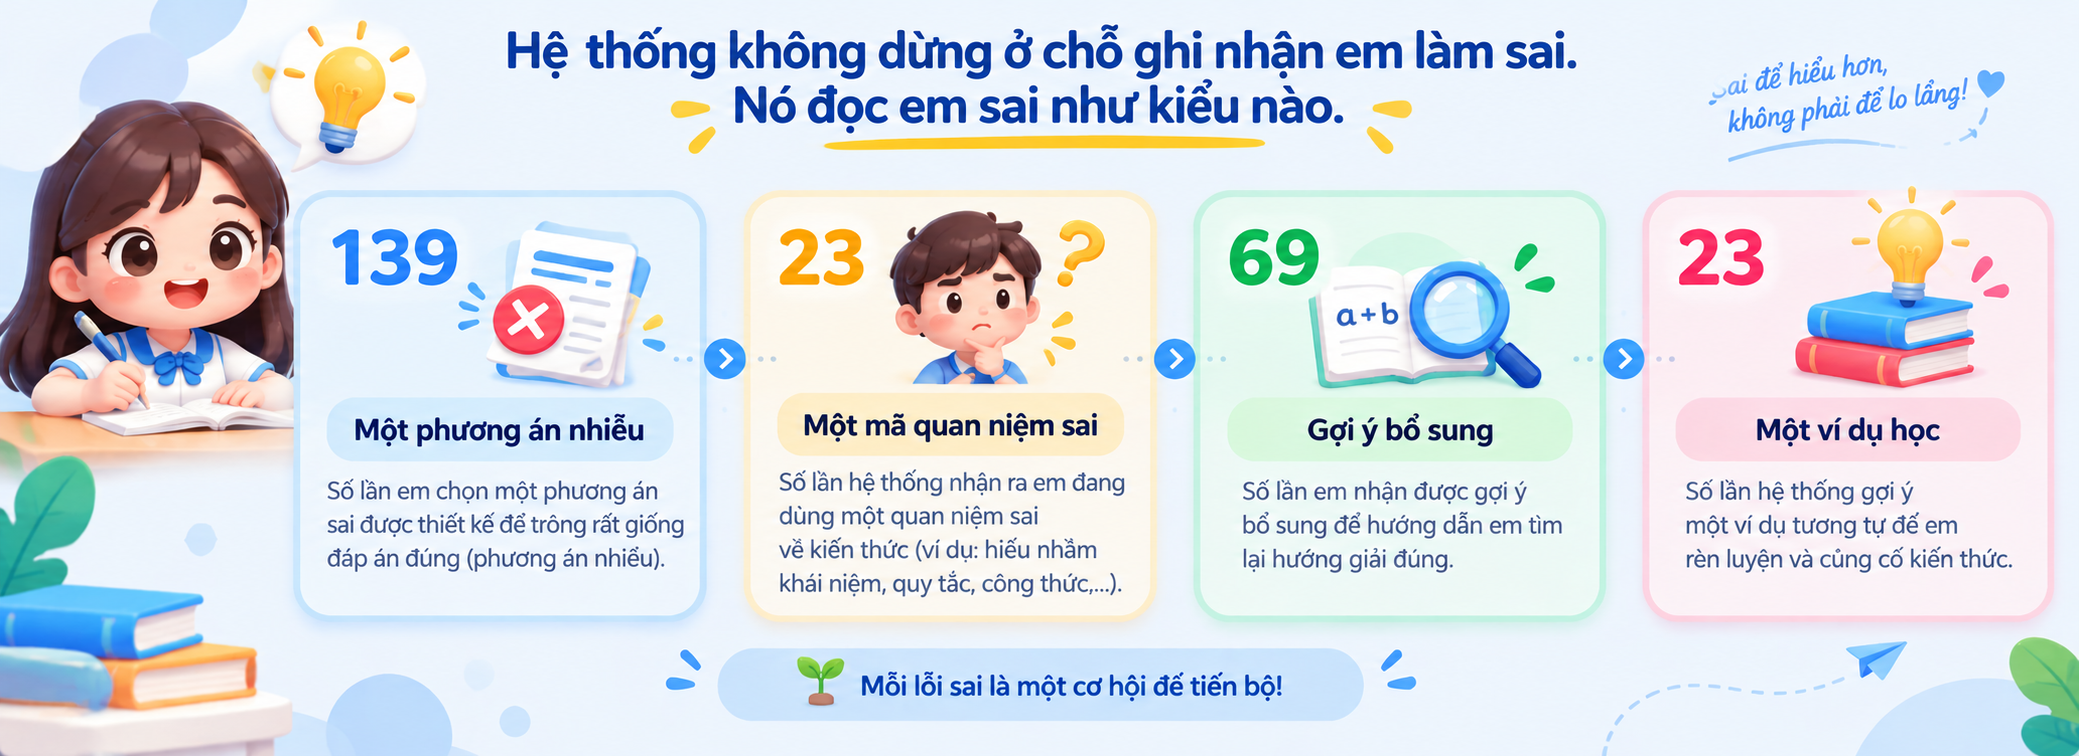 Hệ thống không dừng ở chỗ ghi nhận em làm sai.
Nó đọc em sai như kiểu nào.
Sai để hiểu hơn,
không phải để lo lắng!
139
Một phương án nhiễu
Số lần em chọn một phương án
sai được thiết kế để trông rất giống
đáp án đúng (phương án nhiếu).
23
Một mã quan niệm sai
Số lần hệ thống nhận ra em đang
dùng một quan niệm sai
về kiến thức (ví dụ: hiếu nhầm
khái niệm, quy tắc, công thức,...).
69
a+b
Gợi ý bổ sung
Số lần em nhận được gợi ý
bổ sung để hướng dẫn em tìm
lại hướng giải đúng.
23
Một ví dụ học
Số lần hệ thống gợi ý
một ví dụ tương tự đế em
rèn luyện và củng cố kiến thức.
Mỗi lỗi sai là một cơ hội đế tiến bộ!